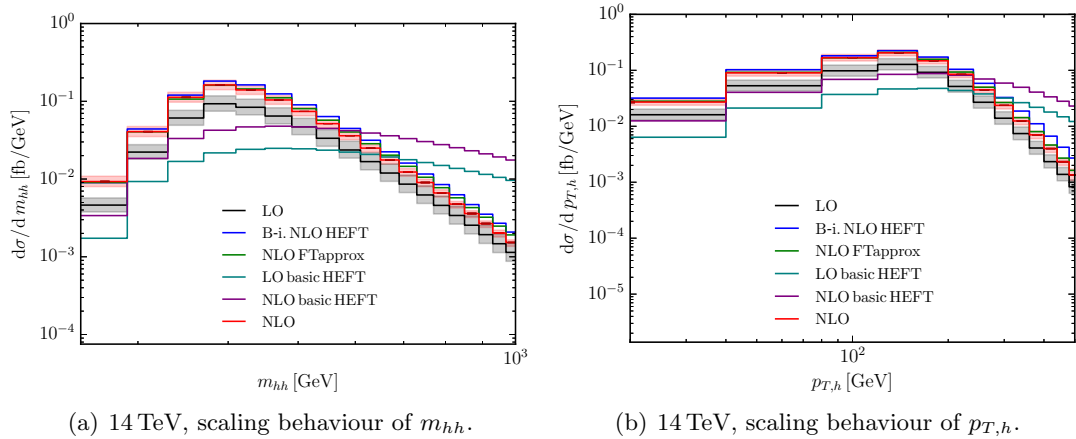 10^0
10^{-1}
10^{-2}
10^{-3}
10^{-4}
dσ/d m_{hh} [fb/GeV]
LO
B-i. NLO HEFT
NLO FTapprox
LO basic HEFT
NLO basic HEFT
NLO
10^3
m_{hh} [GeV]
(a) 14 TeV, scaling behaviour of m_{hh}.
10^0
10^{-1}
10^{-2}
10^{-3}
10^{-4}
10^{-5}
dσ/d p_{T,h} [fb/GeV]
LO
B-i. NLO HEFT
NLO FTapprox
LO basic HEFT
NLO basic HEFT
NLO
10^2
p_{T,h} [GeV]
(b) 14 TeV, scaling behaviour of p_{T,h}.